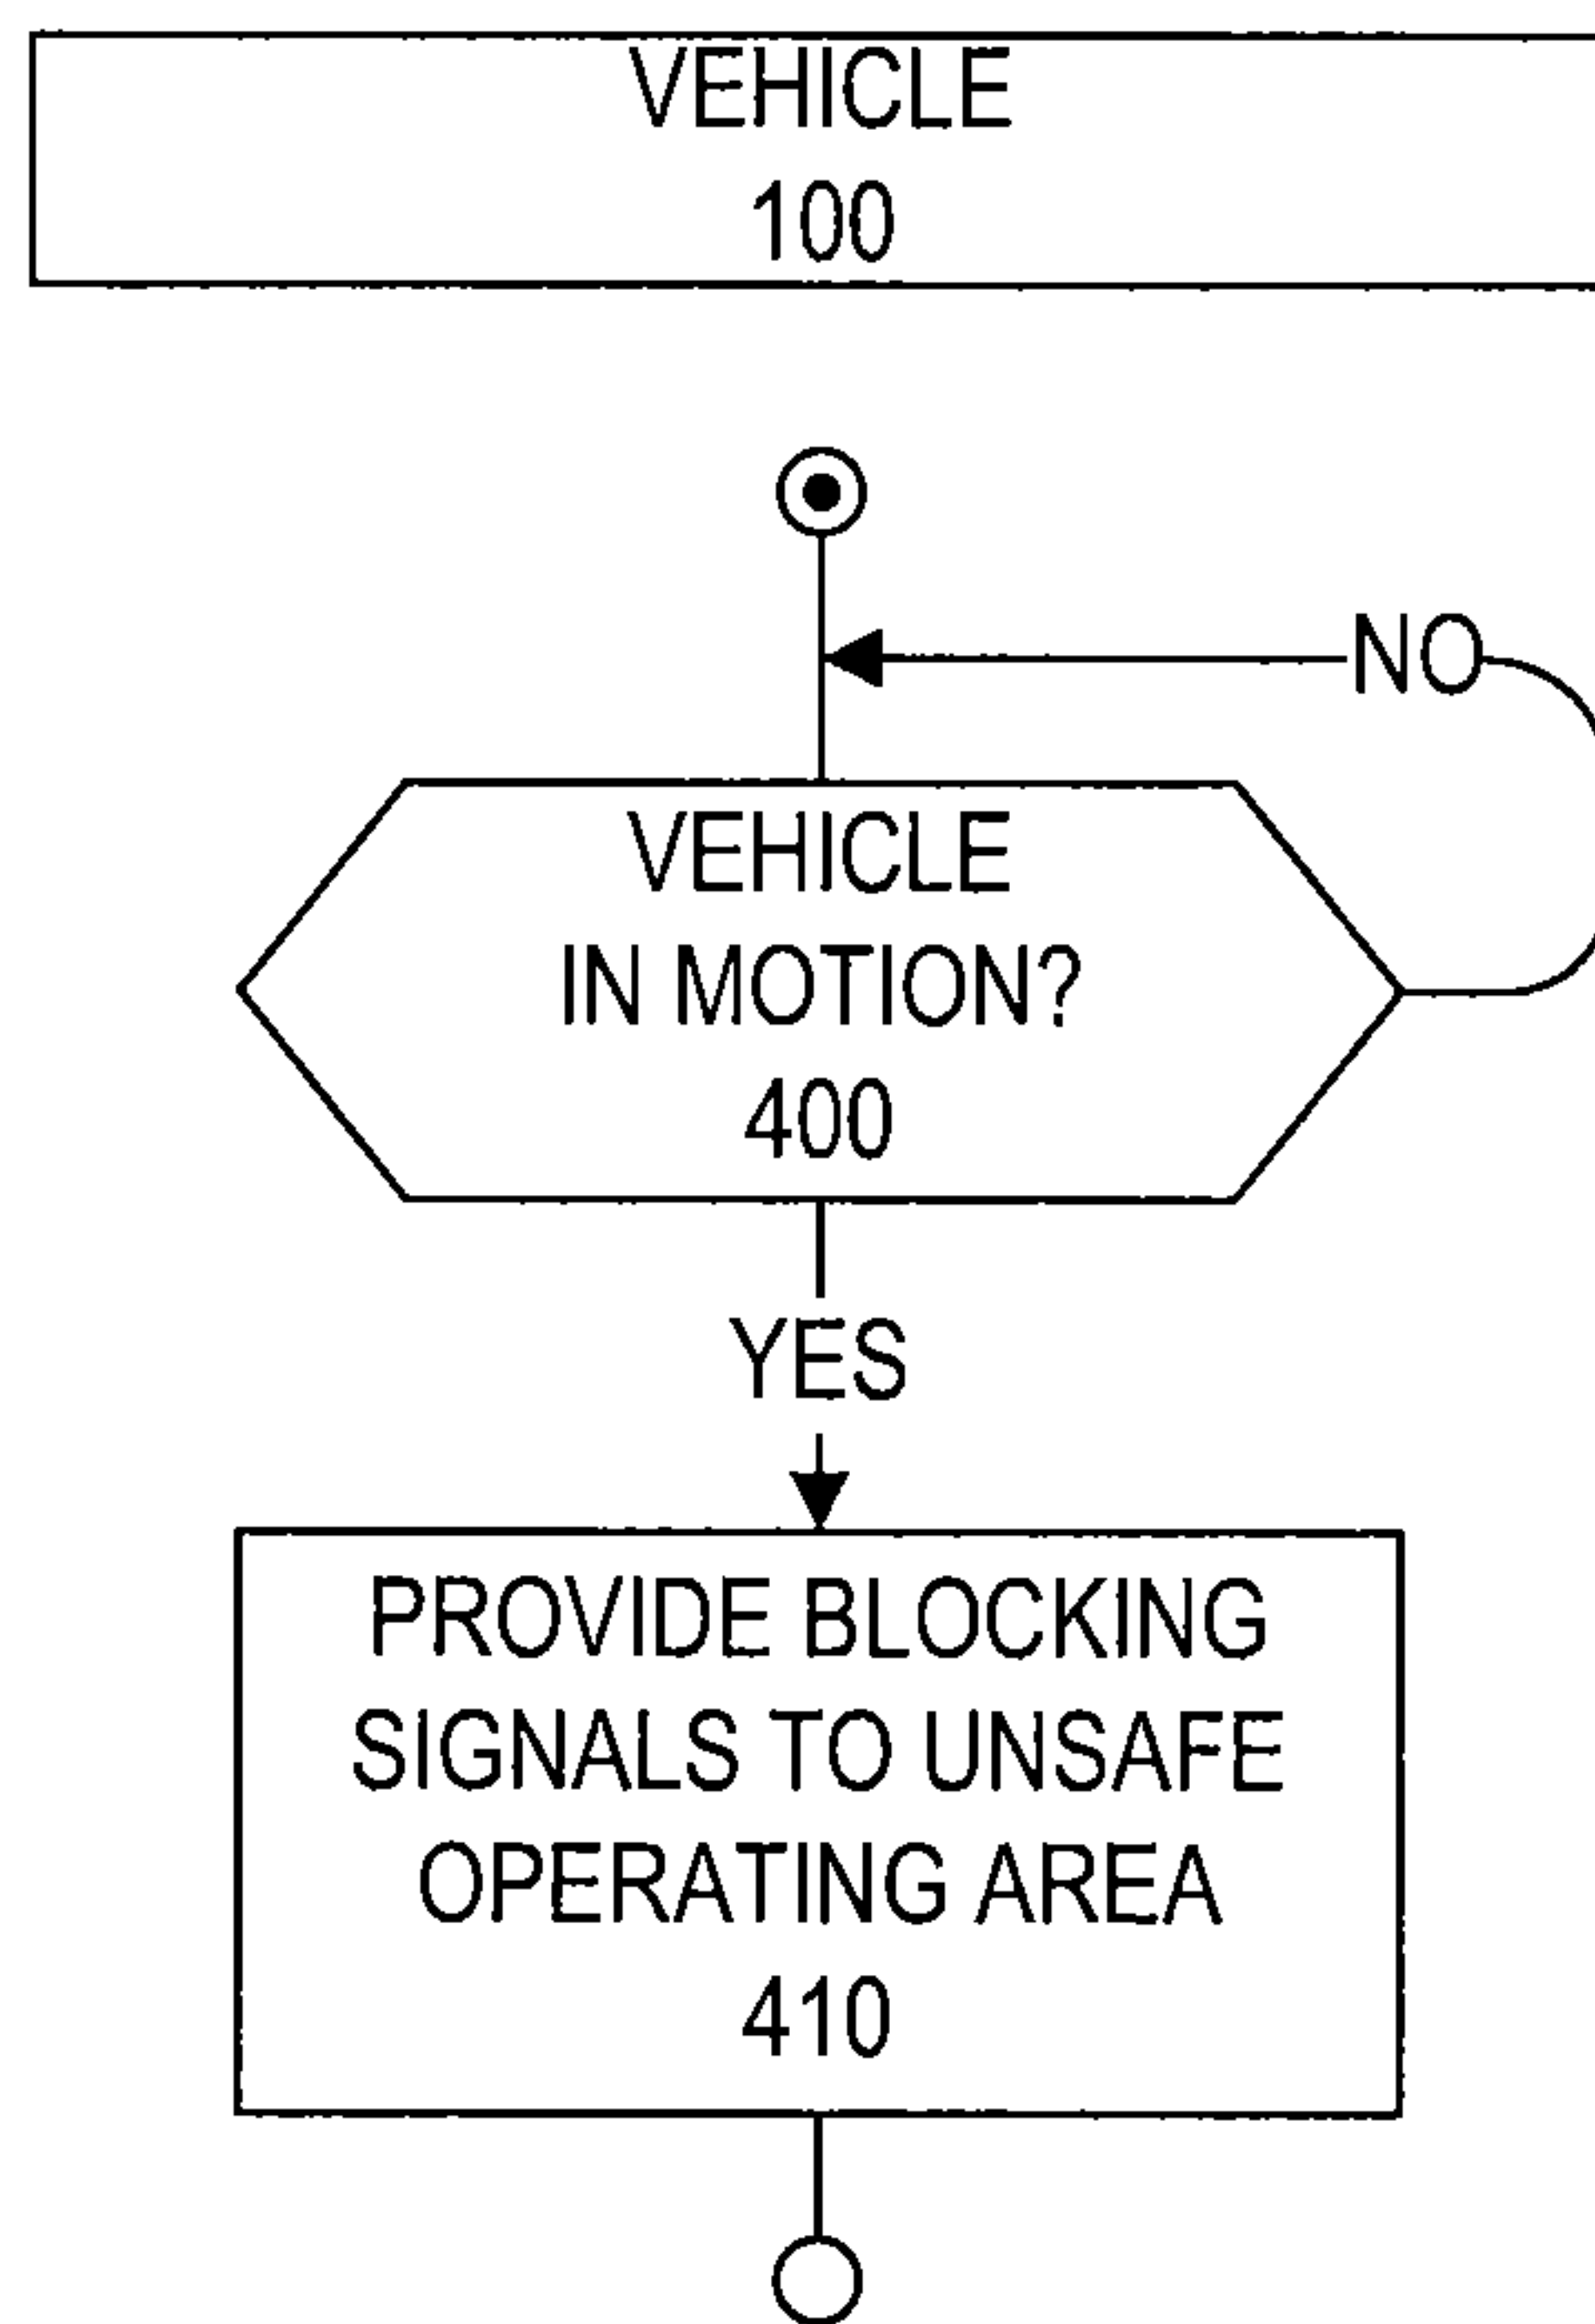 VEHICLE
100
NO
VEHICLE
IN MOTION?
400
YES
PROVIDE BLOCKING
SIGNALS TO UNSAFE
OPERATING AREA
410